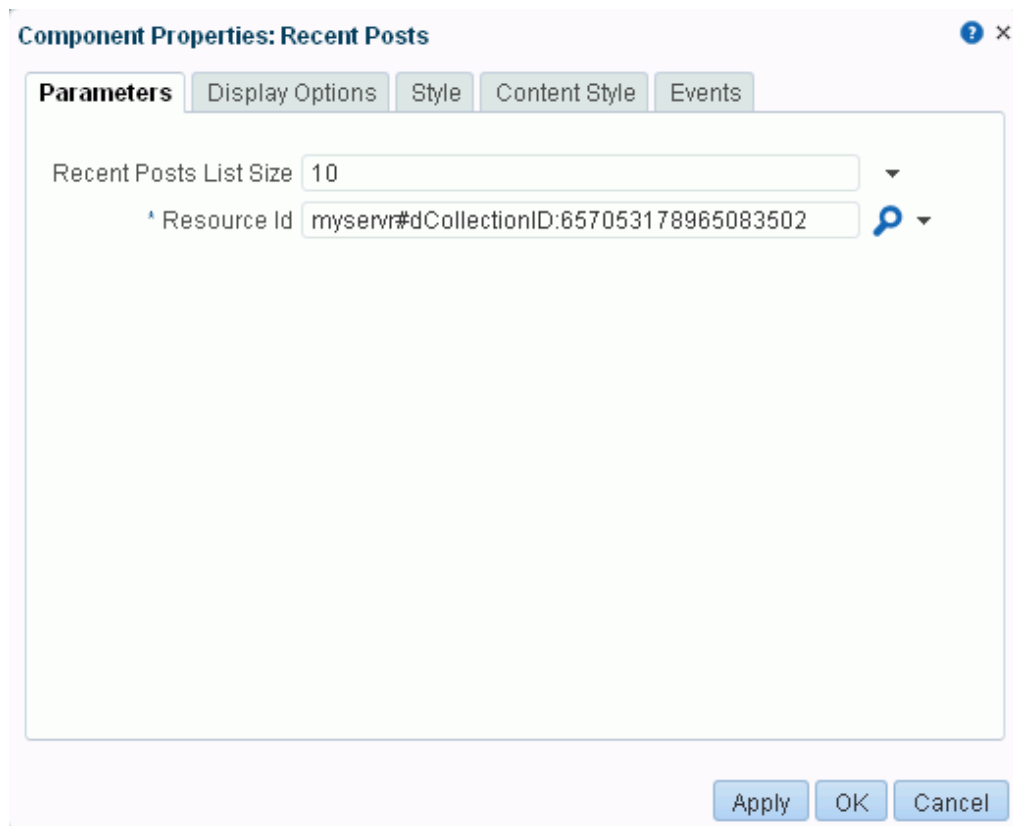 Component Properties: Recent Posts
Parameters Display Options Style Content Style Events
Recent Posts List Size 10
* Resource Id myservr#dCollectionID:657053178965083502
Apply OK Cancel